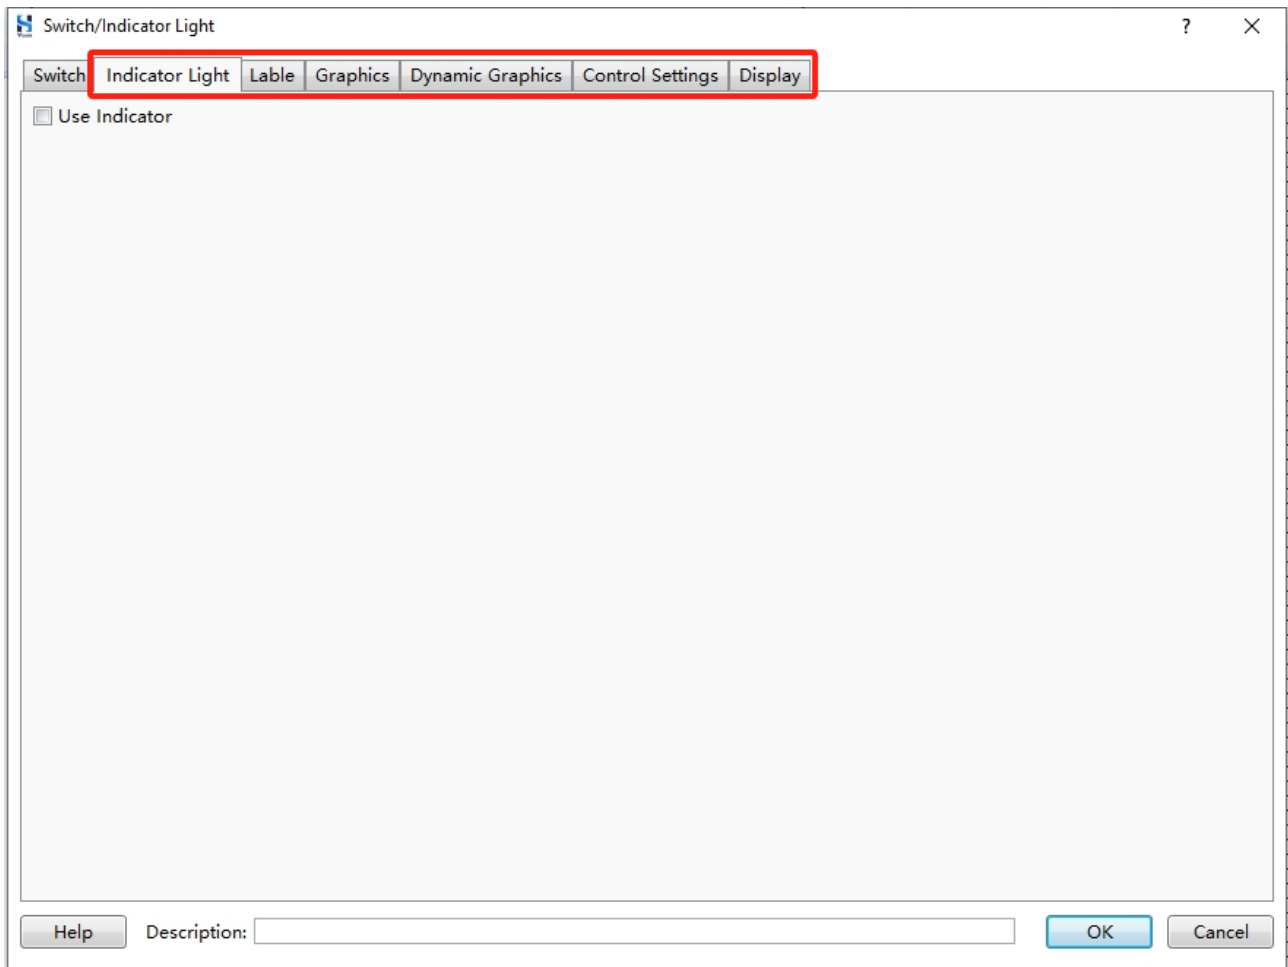 Switch/Indicator Light ?
Switch Indicator Light Lable Graphics Dynamic Graphics Control Settings Display
Use Indicator
Help Description: OK Cancel